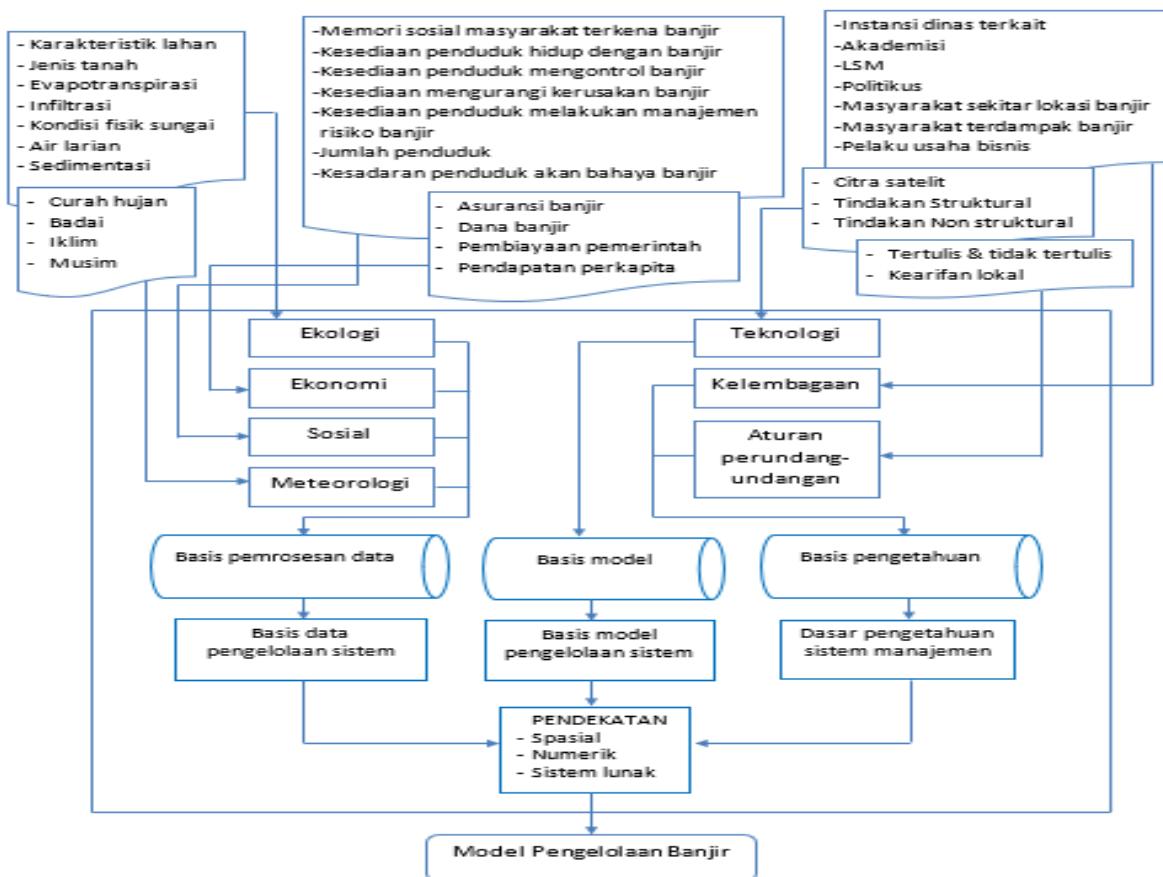 - Karakteristik lahan
- Jenis tanah
- Evapotranspirasi
- Infiltrasi
- Kondisi fisik sungai
- Air larian
- Sedimentasi
- Curah hujan
- Badai
- Iklim
- Musim
-Memori sosial masyarakat terkena banjir
-Kesediaan penduduk hidup dengan banjir
-Kesediaan penduduk mengontrol banjir
-Kesediaan mengurangi kerusakan banjir
-Kesediaan penduduk melakukan manajemen
risiko banjir
-Jumlah penduduk
-Kesadaran penduduk akan bahaya banjir
- Asuransi banjir
- Dana banjir
- Pembiayaan pemerintah
- Pendapatan perkapita
-Instansi dinas terkait
-Akademisi
-LSM
-Politikus
-Masyarakat sekitar lokasi banjir
-Masyarakat terdampak banjir
-Pelaku usaha bisnis
- Citra satelit
- Tindakan Struktural
- Tindakan Non struktural
- Tertulis & tidak tertulis
- Kearifan lokal
Ekologi
Ekonomi
Sosial
Meteorologi
Teknologi
Kelembagaan
Aturan
perundang-
undangan
Basis pemrosesan data
Basis model
Basis pengetahuan
Basis data
pengelolaan sistem
Basis model
pengelolaan sistem
Dasar pengetahuan
sistem manajemen
PENDEKATAN
- Spasial
- Numerik
- Sistem lunak
Model Pengelolaan Banjir